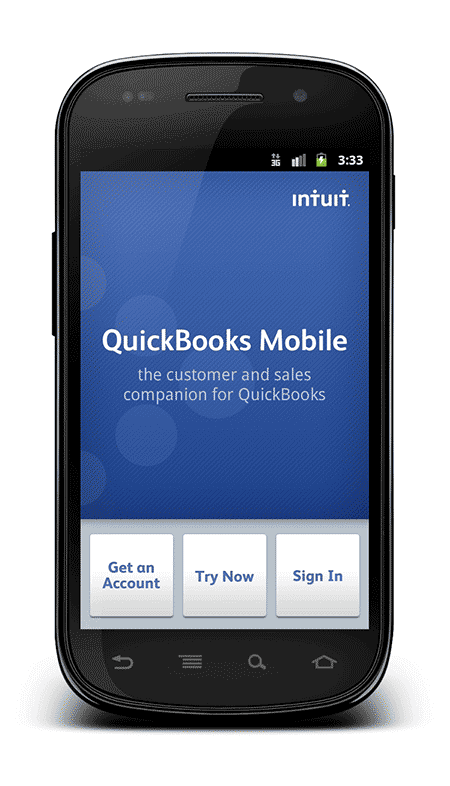 3G
3:33
INTUIT.
QuickBooks Mobile
the customer and sales
companion for QuickBooks
Get an
Account
Try Now
Sign In